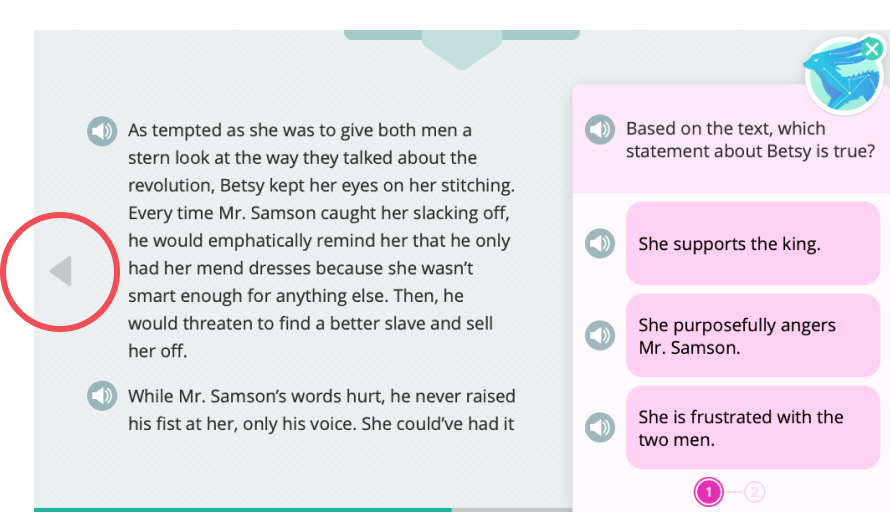 As tempted as she was to give both men a
stern look at the way they talked about the
revolution, Betsy kept her eyes on her stitching.
Every time Mr. Samson caught her slacking off,
he would emphatically remind her that he only
had her mend dresses because she wasn't
smart enough for anything else. Then, he
would threaten to find a better slave and sell
her off.
While Mr. Samson's words hurt, he never raised
his fist at her, only his voice. She could've had it
Based on the text, which
statement about Betsy is true?
She supports the king.
She purposefully angers
Mr. Samson.
She is frustrated with the
two men.
1
2